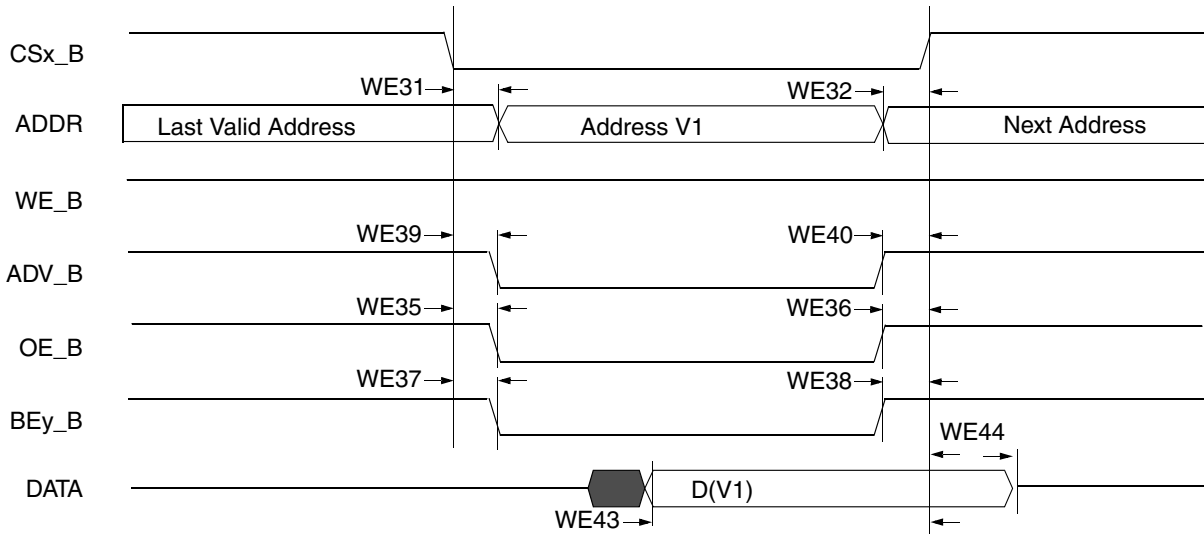 CSx_B
WE31
WE32
ADDR
Last Valid Address
Address V1
Next Address
WE_B
WE39
WE40
ADV_B
WE35
WE36
OE_B
WE37
WE38
BEy_B
WE44
DATA
D(V1)
WE43